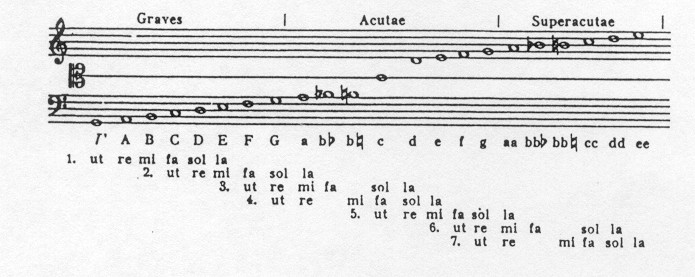 Graves Acutae Superacutae
Γ A B C D E F G a b♭ b♮ c d e f g aa bb♭ bb♮ cc dd ee
1. ut re mi fa sol la
2. ut re mi fa sol la
3. ut re mi fa sol la
4. ut re mi fa sol la
5. ut re mi fa sol la
6. ut re mi fa sol la
7. ut re mi fa sol la